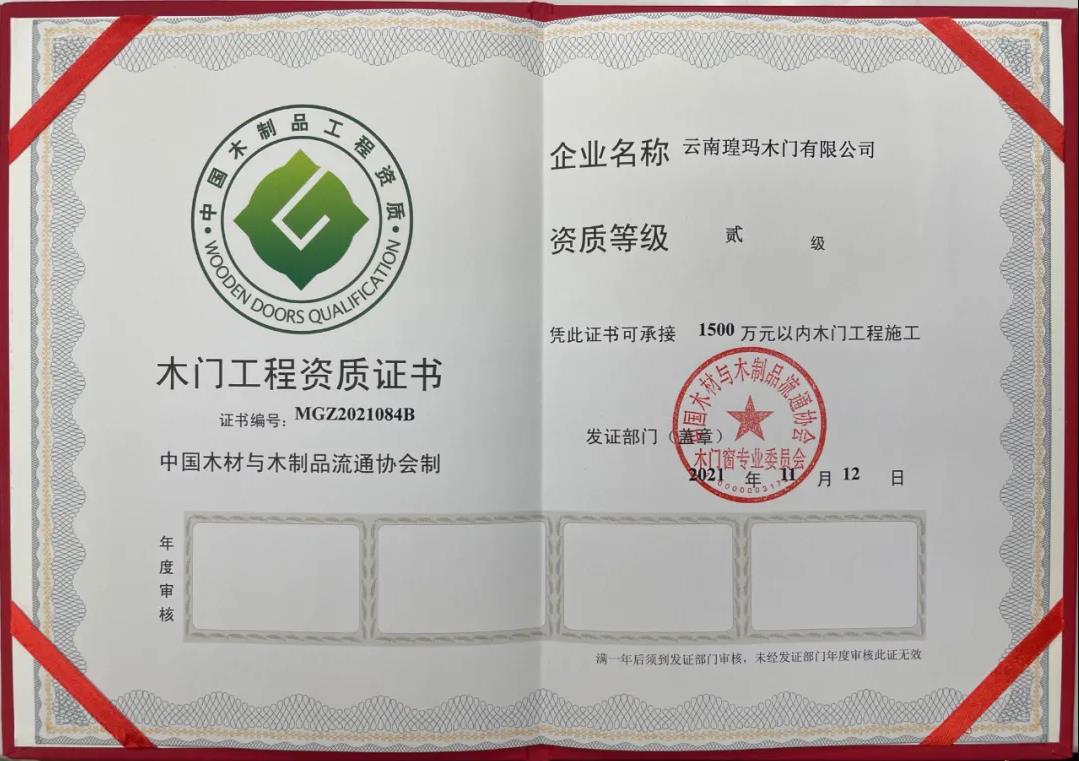 中国木制品工程资质
WOODEN DOORS QUALIFICATION
木门工程资质证书
证书编号：MGZ2021084B
中国木材与木制品流通协会制
企业名称 云南瑝玛木门有限公司
资质等级 贰 级
凭此证书可承接 1500 万元以内木门工程施工
发证部门（盖章）
中国木材与木制品流通协会
木门窗专业委员会
2021 年 11 月 12 日
年度审核
满一年后须到发证部门审核，未经发证部门年度审核此证无效